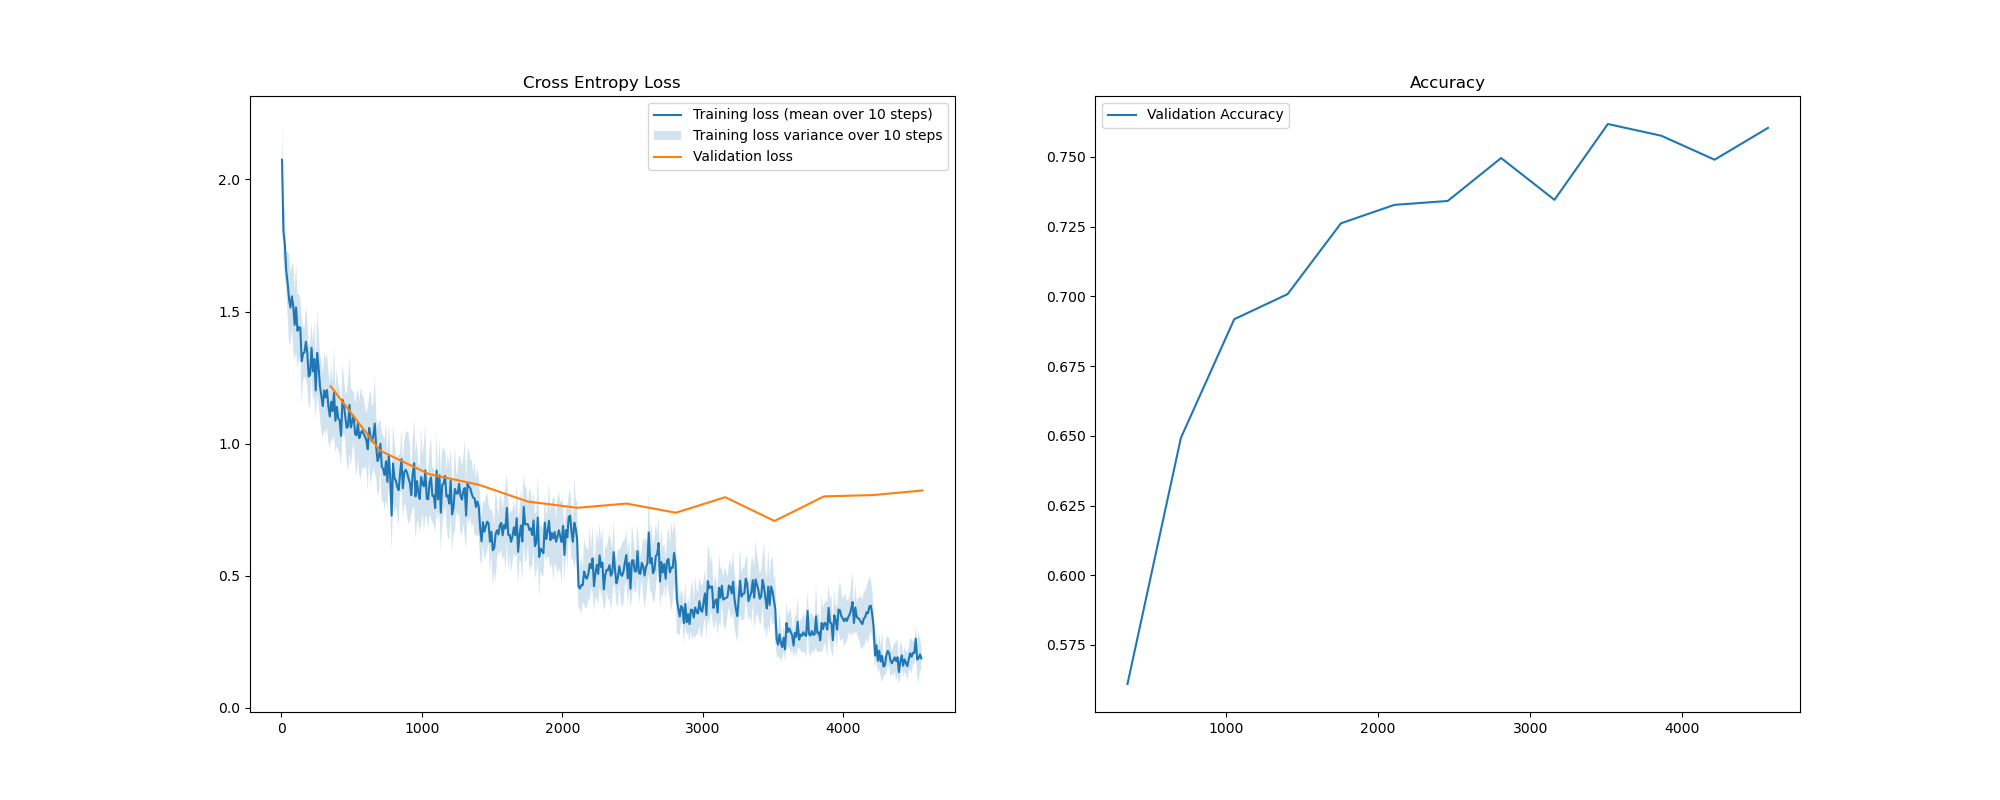 Cross Entropy Loss
Training loss (mean over 10 steps)
Training loss variance over 10 steps
Validation loss
2.0
1.5
1.0
0.5
0.0
0 1000 2000 3000 4000
Accuracy
Validation Accuracy
0.750
0.725
0.700
0.675
0.650
0.625
0.600
0.575
1000 2000 3000 4000